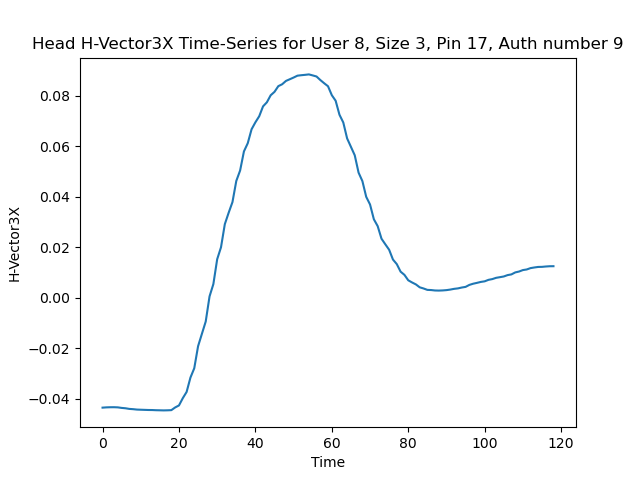 Head H-Vector3X Time-Series for User 8, Size 3, Pin 17, Auth number 9
H-Vector3X
0.08
0.06
0.04
0.02
0.00
−0.02
−0.04
0 20 40 60 80 100 120
Time